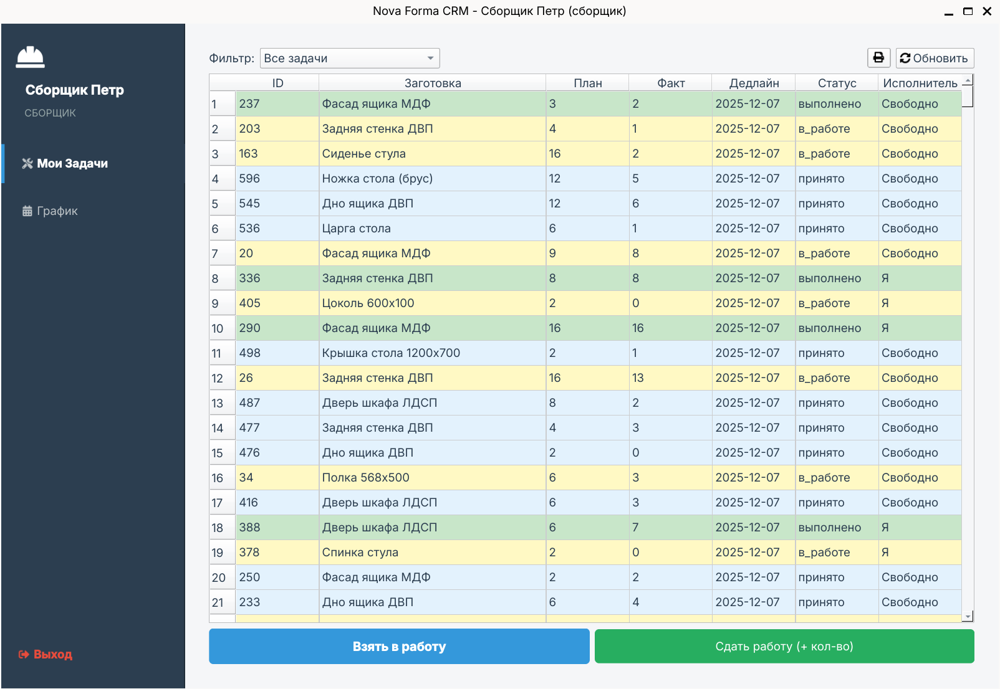 Nova Forma CRM - Сборщик Петр (сборщик)
Сборщик Петр
СБОРЩИК
Мои Задачи
График
Выход
Фильтр: Все задачи Обновить
ID Заготовка План Факт Дедлайн Статус Исполнитель
1 237 Фасад ящика МДФ 3 2 2025-12-07 выполнено Свободно
2 203 Задняя стенка ДВП 4 1 2025-12-07 в_работе Свободно
3 163 Сиденье стула 16 2 2025-12-07 в_работе Свободно
4 596 Ножка стола (брус) 12 5 2025-12-07 принято Свободно
5 545 Дно ящика ДВП 12 6 2025-12-07 принято Свободно
6 536 Царга стола 6 1 2025-12-07 принято Свободно
7 20 Фасад ящика МДФ 9 8 2025-12-07 в_работе Свободно
8 336 Задняя стенка ДВП 8 8 2025-12-07 выполнено Я
9 405 Цоколь 600x100 2 0 2025-12-07 в_работе Я
10 290 Фасад ящика МДФ 16 16 2025-12-07 выполнено Я
11 498 Крышка стола 1200x700 2 1 2025-12-07 принято Свободно
12 26 Задняя стенка ДВП 16 13 2025-12-07 в_работе Свободно
13 487 Дверь шкафа ЛДСП 8 2 2025-12-07 принято Свободно
14 477 Задняя стенка ДВП 4 3 2025-12-07 принято Свободно
15 476 Дно ящика ДВП 2 0 2025-12-07 принято Свободно
16 34 Полка 568x500 6 3 2025-12-07 в_работе Свободно
17 416 Дверь шкафа ЛДСП 6 3 2025-12-07 принято Свободно
18 388 Дверь шкафа ЛДСП 6 7 2025-12-07 выполнено Я
19 378 Спинка стула 2 0 2025-12-07 в_работе Я
20 250 Фасад ящика МДФ 2 2 2025-12-07 принято Свободно
21 233 Дно ящика ДВП 6 4 2025-12-07 принято Свободно
Взять в работу
Сдать работу (+ кол-во)